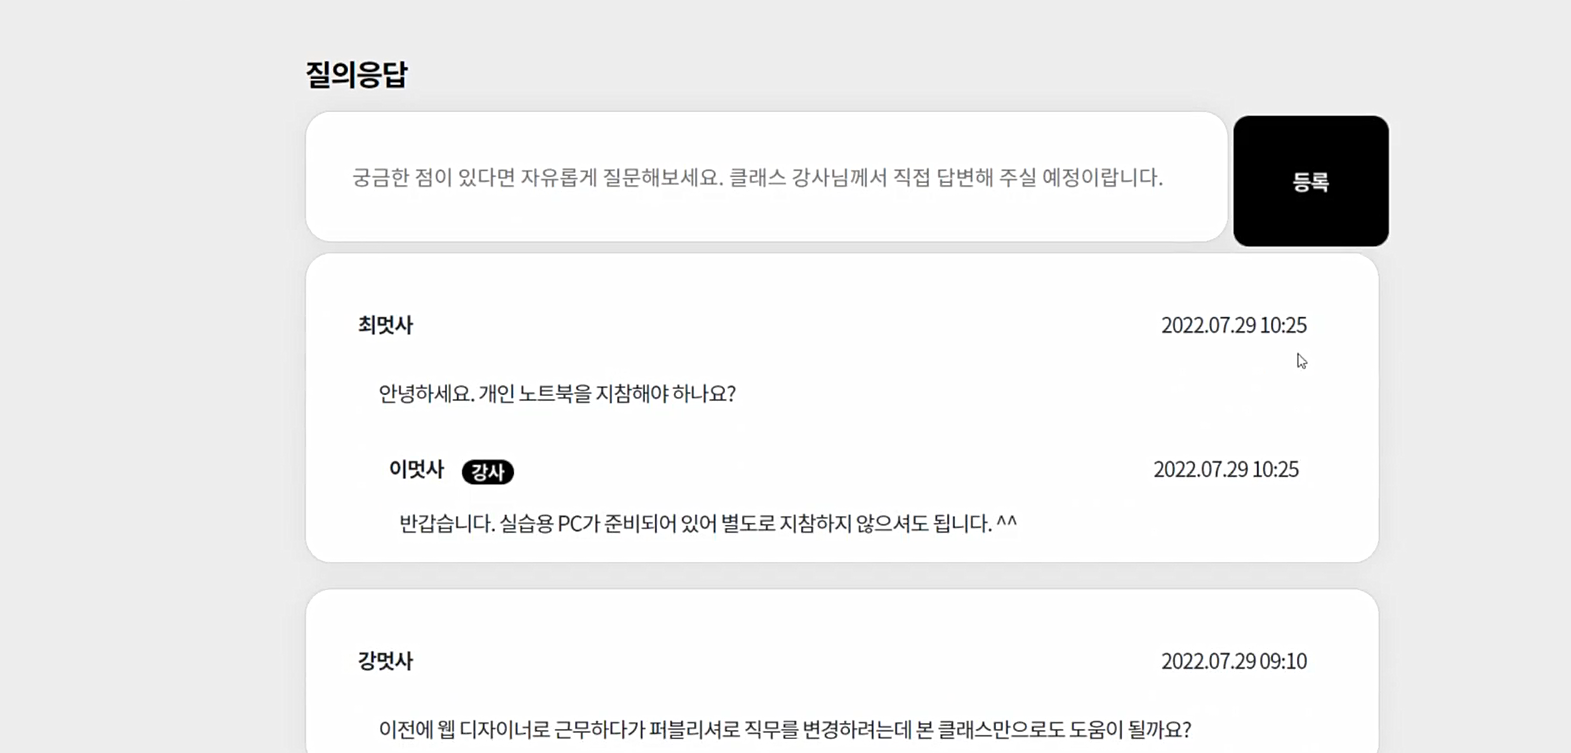 질의응답
궁금한 점이 있다면 자유롭게 질문해보세요. 클래스 강사님께서 직접 답변해 주실 예정이랍니다.
등록
최멋사 2022.07.29 10:25
안녕하세요. 개인 노트북을 지참해야 하나요?
이멋사 강사 2022.07.29 10:25
반갑습니다. 실습용 PC가 준비되어 있어 별도로 지참하지 않으셔도 됩니다. ^^
강멋사 2022.07.29 09:10
이전에 웹 디자이너로 근무하다가 퍼블리셔로 직무를 변경하려는데 본 클래스만으로도 도움이 될까요?